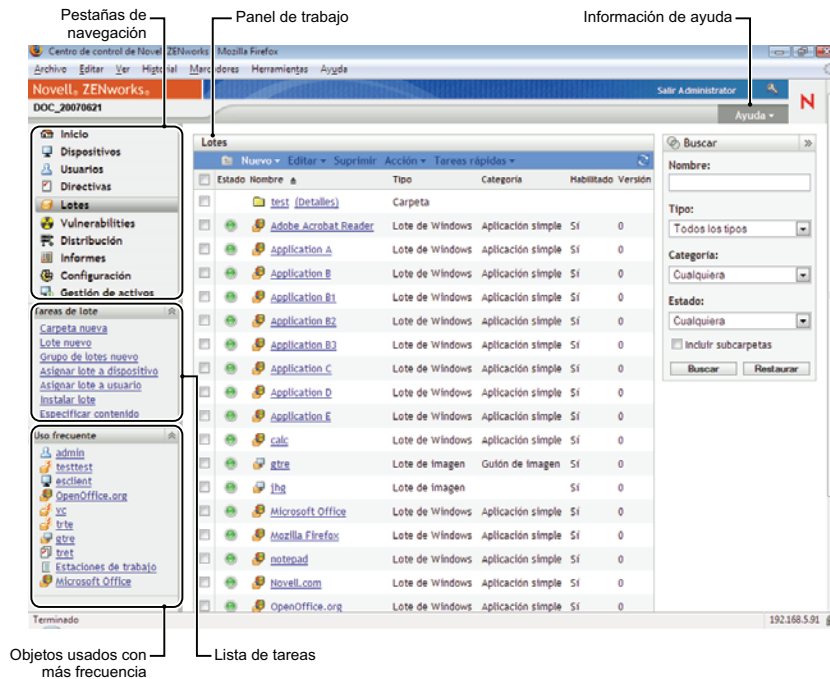 Pestañas de navegación
Panel de trabajo
Información de ayuda
Centro de control de Novell ZENworks Mozilla Firefox
Archivo Editar Ver Historial Marcadores Herramientas Ayuda
Novell® ZENworks®
Salir Administrator
DOC_20070621
Ayuda
N
Inicio
Dispositivos
Usuarios
Directivas
Lotes
Vulnerabilities
Distribución
Informes
Configuración
Gestión de activos
Tareas de lote
Carpeta nueva
Lote nuevo
Grupo de lotes nuevo
Asignar lote a dispositivo
Asignar lote a usuario
Instalar lote
Especificar contenido
Uso frecuente
admin
testtest
esclient
OpenOffice.org
vc
trte
gtre
tret
Estaciones de trabajo
Microsoft Office
Lotes
Nuevo Editar Suprimir Acción Tareas rápidas
Estado Nombre Tipo Categoría Habilitado Versión
test (Detalles) Carpeta
Adobe Acrobat Reader Lote de Windows Aplicación simple Sí 0
Application A Lote de Windows Aplicación simple Sí 0
Application B Lote de Windows Aplicación simple Sí 0
Application B1 Lote de Windows Aplicación simple Sí 0
Application B2 Lote de Windows Aplicación simple Sí 0
Application B3 Lote de Windows Aplicación simple Sí 0
Application C Lote de Windows Aplicación simple Sí 0
Application D Lote de Windows Aplicación simple Sí 0
Application E Lote de Windows Aplicación simple Sí 0
calc Lote de Windows Aplicación simple Sí 0
gtre Lote de imagen Guión de imagen Sí 0
jhg Lote de imagen Sí 0
Microsoft Office Lote de Windows Aplicación simple Sí 0
Mozilla Firefox Lote de Windows Aplicación simple Sí 0
notepad Lote de Windows Aplicación simple Sí 0
Novell.com Lote de Windows Aplicación simple Sí 0
OpenOffice.org Lote de Windows Aplicación simple Sí 0
Buscar
Nombre:
Tipo:
Todos los tipos
Categoría:
Cualquiera
Estado:
Cualquiera
Incluir subcarpetas
Buscar Restaurar
Terminado
192.168.5.91
Objetos usados con más frecuencia
Lista de tareas